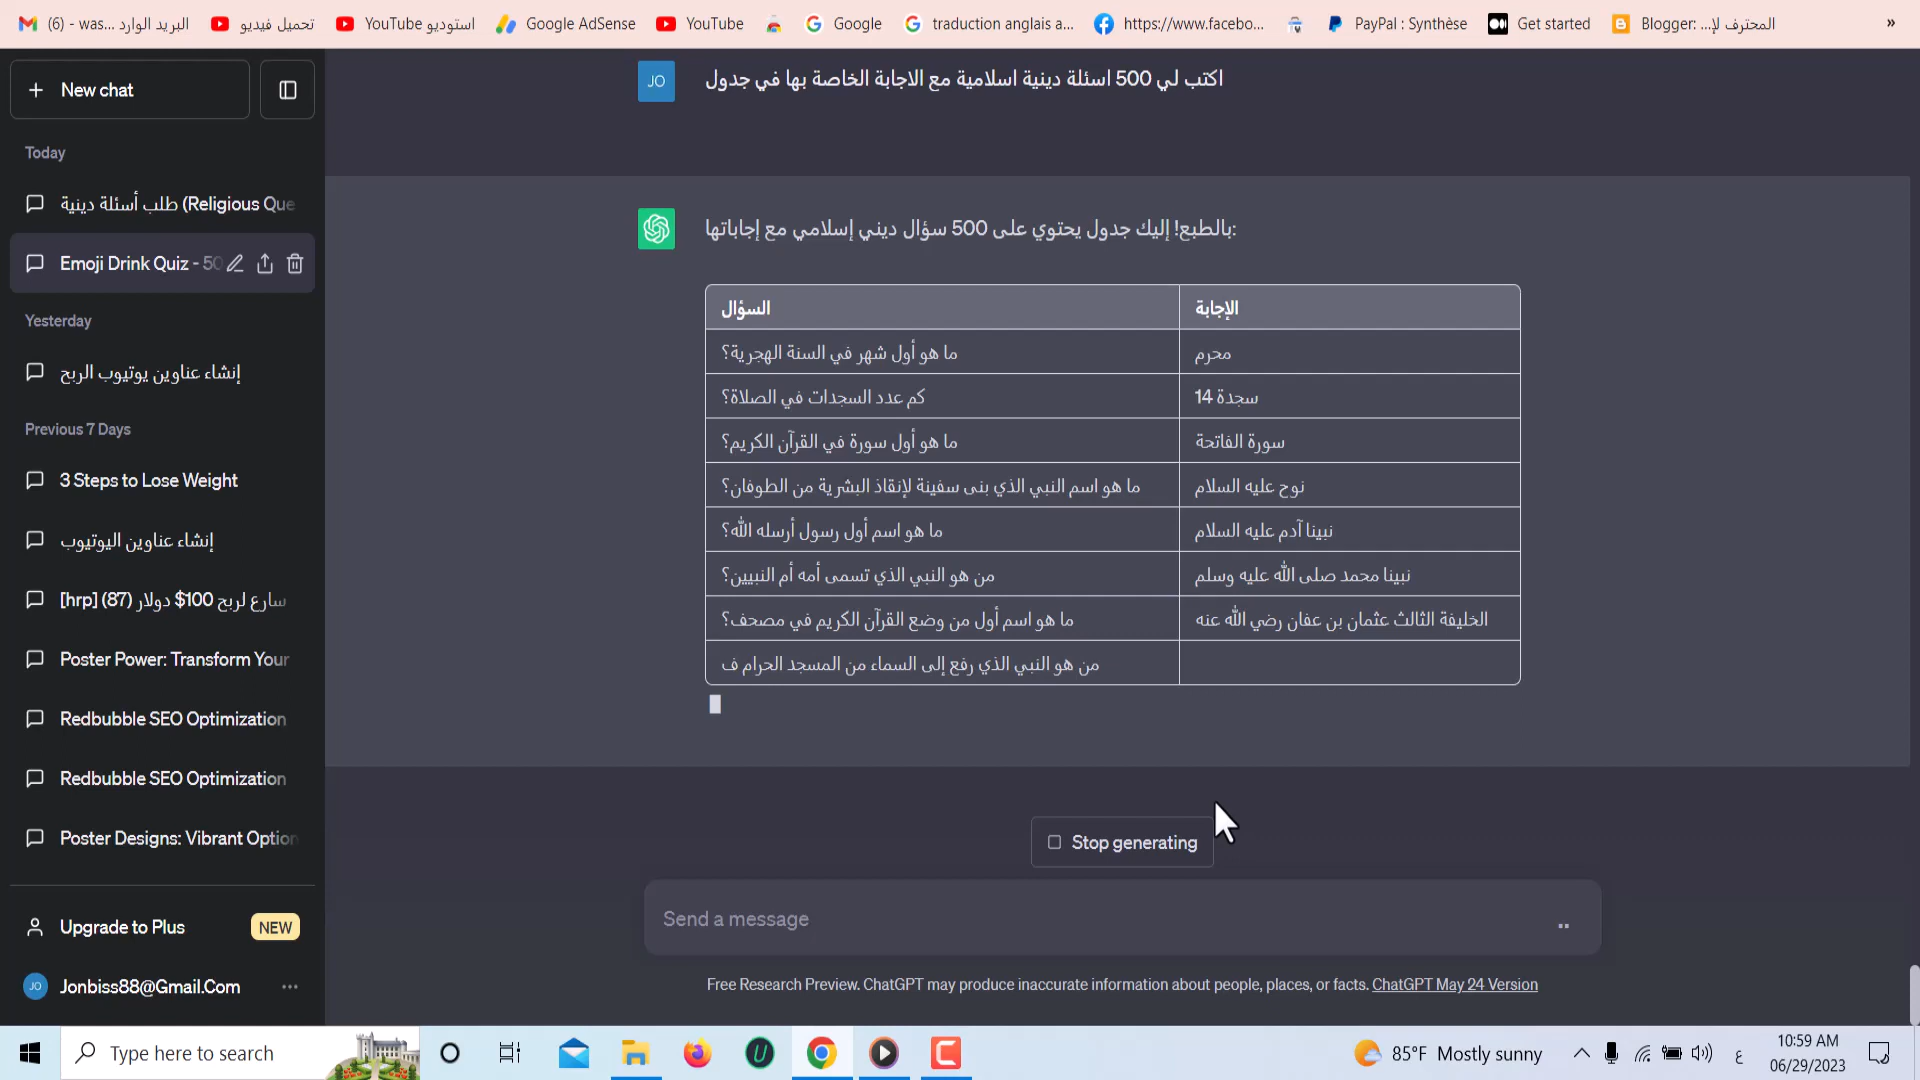 (6) - was... البريد الوارد
تحميل فيديو
استوديو YouTube
Google AdSense
YouTube
Google
traduction anglais a...
https://www.facebo...
PayPal : Synthèse
Get started
Blogger: ...المحترف لإ
»
New chat
Today
طلب أسئلة دينية (Religious Que
Emoji Drink Quiz - 50
Yesterday
إنشاء عناوين يوتيوب الربح
Previous 7 Days
3 Steps to Lose Weight
إنشاء عناوين اليوتيوب
[hrp] (87) سارع لربح 100$ دولار
Poster Power: Transform Your
Redbubble SEO Optimization
Redbubble SEO Optimization
Poster Designs: Vibrant Option
Upgrade to Plus
NEW
JO
Jonbiss88@Gmail.Com
JO
اكتب لي 500 اسئلة دينية اسلامية مع الاجابة الخاصة بها في جدول
بالطبع! إليك جدول يحتوي على 500 سؤال ديني إسلامي مع إجاباتها:
السؤال
الإجابة
ما هو أول شهر في السنة الهجرية؟
محرم
كم عدد السجدات في الصلاة؟
14 سجدة
ما هو أول سورة في القرآن الكريم؟
سورة الفاتحة
ما هو اسم النبي الذي بنى سفينة لإنقاذ البشرية من الطوفان؟
نوح عليه السلام
ما هو اسم أول رسول أرسله الله؟
نبينا آدم عليه السلام
من هو النبي الذي تسمى أمه أم النبيين؟
نبينا محمد صلى الله عليه وسلم
ما هو اسم أول من وضع القرآن الكريم في مصحف؟
الخليفة الثالث عثمان بن عفان رضي الله عنه
من هو النبي الذي رفع إلى السماء من المسجد الحرام ف
Stop generating
Send a message
Free Research Preview. ChatGPT may produce inaccurate information about people, places, or facts. ChatGPT May 24 Version
Type here to search
85°F Mostly sunny
ع
10:59 AM
06/29/2023